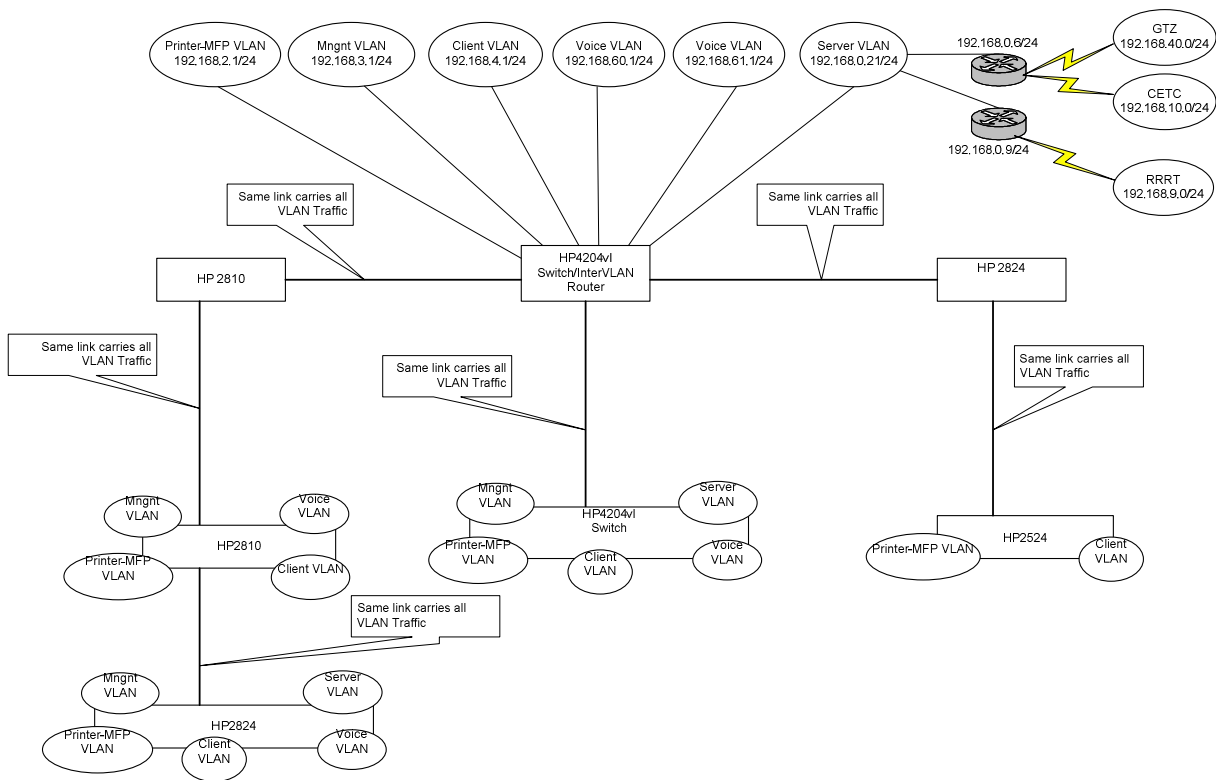 Printer-MFP VLAN
192.168.2.1/24
Mngnt VLAN
192.168.3.1/24
Client VLAN
192.168.4.1/24
Voice VLAN
192.168.60.1/24
Voice VLAN
192.168.61.1/24
Server VLAN
192.168.0.21/24
192.168.0.6/24
GTZ
192.168.40.0/24
CETC
192.168.10.0/24
192.168.0.9/24
RRRT
192.168.9.0/24
Same link carries all
VLAN Traffic
Same link carries all
VLAN Traffic
HP 2810
HP4204vl
Switch/InterVLAN
Router
HP 2824
Same link carries all
VLAN Traffic
Same link carries all
VLAN Traffic
Same link carries all
VLAN Traffic
Mngnt
VLAN
Voice
VLAN
HP2810
Printer-MFP
VLAN
Client VLAN
Mngnt
VLAN
Server
VLAN
HP4204vl
Switch
Printer-MFP
VLAN
Client
VLAN
Voice
VLAN
Printer-MFP VLAN
HP2524
Client
VLAN
Same link carries all
VLAN Traffic
Mngnt
VLAN
Server
VLAN
HP2824
Printer-MFP
VLAN
Client
VLAN
Voice
VLAN